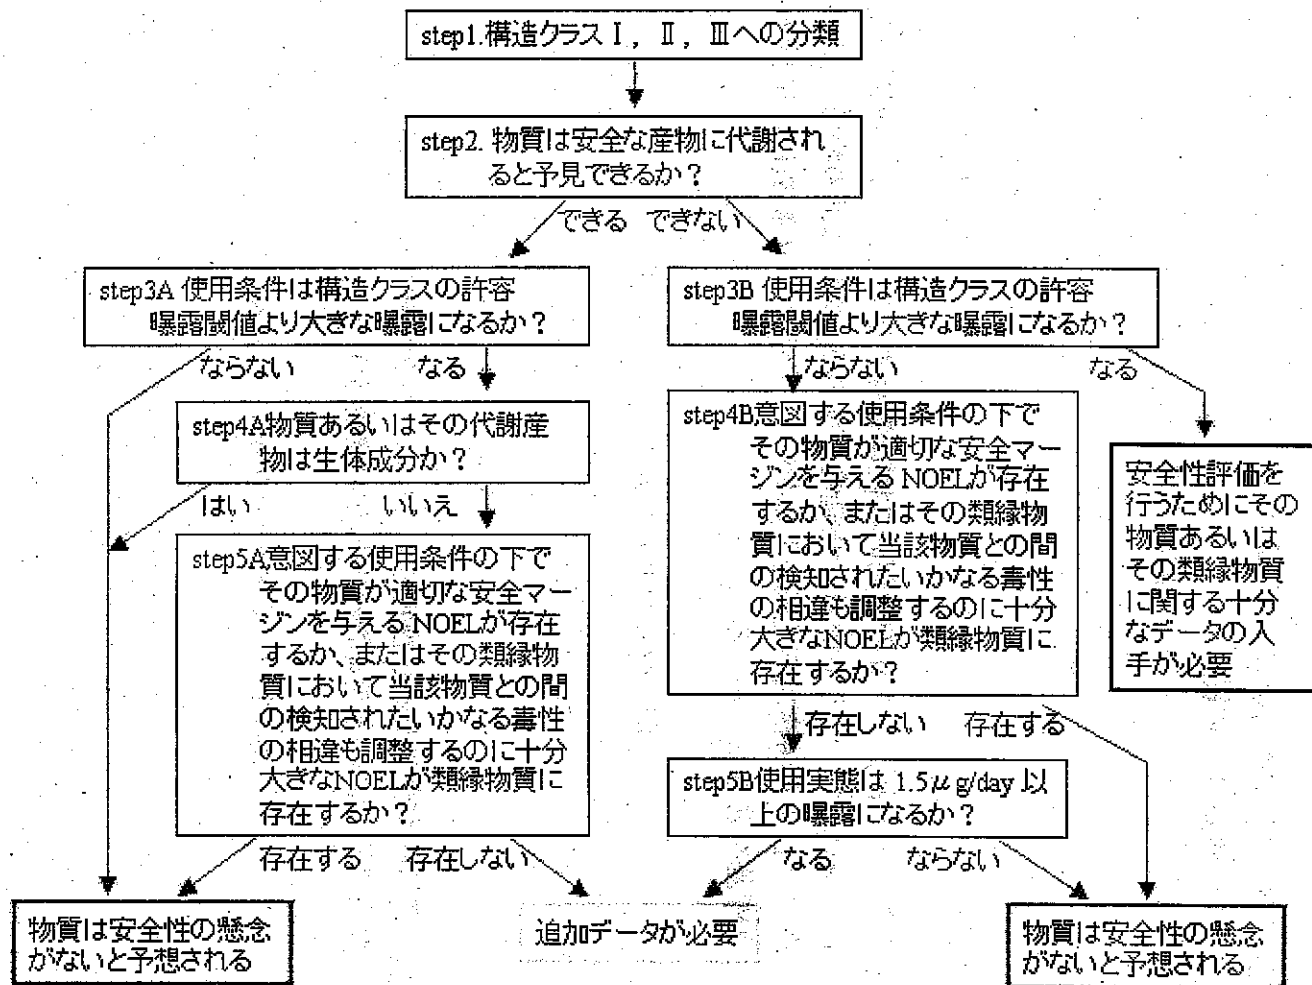 step1.構造クラスⅠ, Ⅱ, Ⅲへの分類
step2. 物質は安全な産物に代謝され
ると予見できるか？
できる できない
step3A 使用条件は構造クラスの許容
曝露閾値より大きな曝露になるか？
step3B 使用条件は構造クラスの許容
曝露閾値より大きな曝露になるか？
ならない なる
ならない なる
step4A物質あるいはその代謝産
物は生体成分か？
はい いいえ
step5A意図する使用条件の下で
その物質が適切な安全マー
ジンを与える NOELが存在
するか、またはその類縁物
質において当該物質との間
の検知されたいかなる毒性
の相違も調整するのに十分
大きなNOELが類縁物質に
存在するか？
存在する 存在しない
step4B意図する使用条件の下で
その物質が適切な安全マー
ジンを与える NOELが存在
するか、またはその類縁物
質において当該物質との間
の検知されたいかなる毒性
の相違も調整するのに十分
大きなNOELが類縁物質に
存在するか？
存在しない 存在する
安全性評価を
行うためにその
物質あるいは
その類縁物質
に関する十分
なデータの入
手が必要
step5B使用実態は 1.5μg/day 以
上の曝露になるか？
なる ならない
物質は安全性の懸念
がないと予想される
追加データが必要
物質は安全性の懸念
がないと予想される